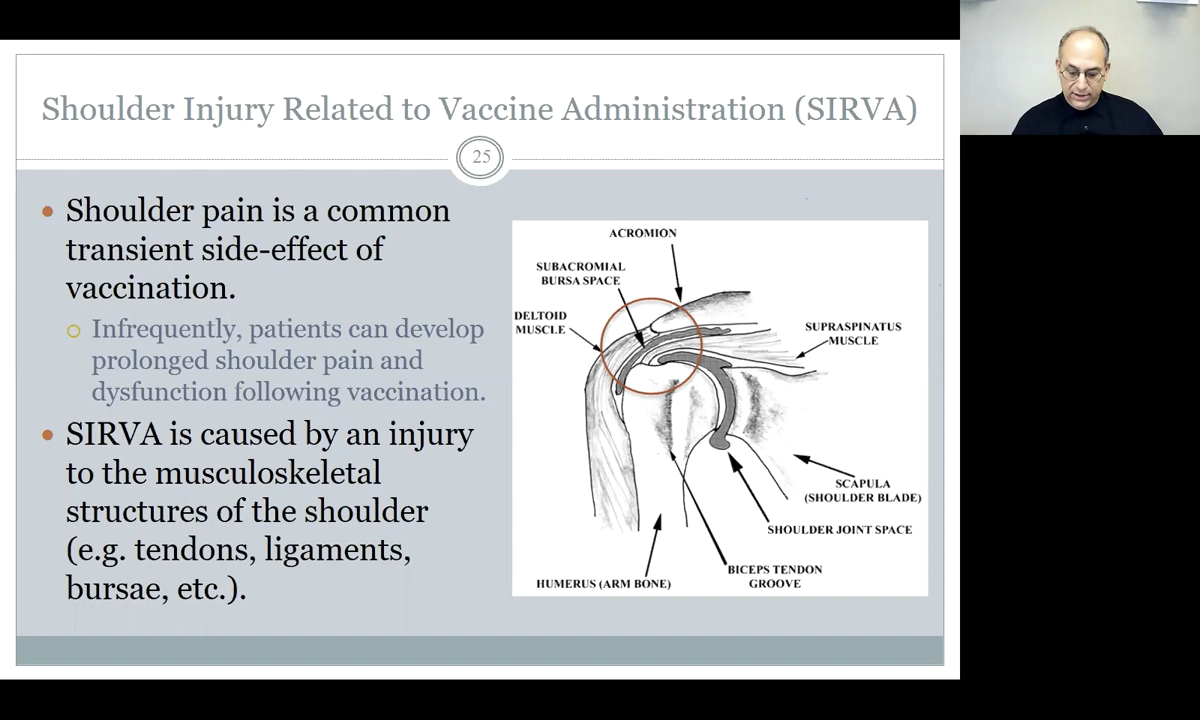 Shoulder Injury Related to Vaccine Administration (SIRVA)
25
• Shoulder pain is a common
transient side-effect of
vaccination.
Infrequently, patients can develop
prolonged shoulder pain and
dysfunction following vaccination.
• SIRVA is caused by an injury
to the musculoskeletal
structures of the shoulder
(e.g. tendons, ligaments,
bursae, etc.).
ACROMION
SUBACROMIAL
BURSA SPACE
DELTOID
MUSCLE
SUPRASPINATUS
MUSCLE
SCAPULA
(SHOULDER BLADE)
SHOULDER JOINT SPACE
BICEPS TENDON
GROOVE
HUMERUS (ARM BONE)